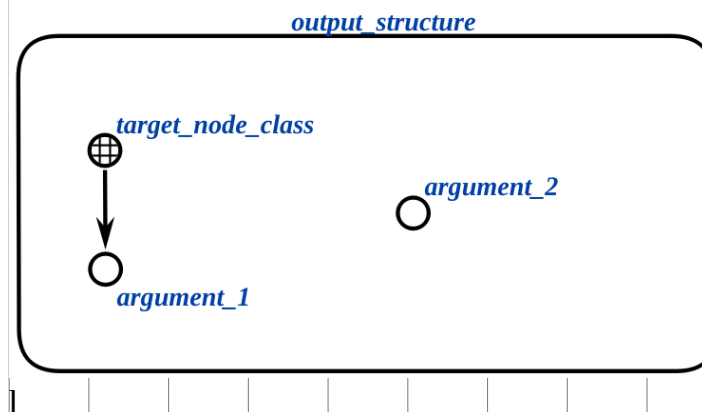 output_structure
target_node_class
argument_2
argument_1